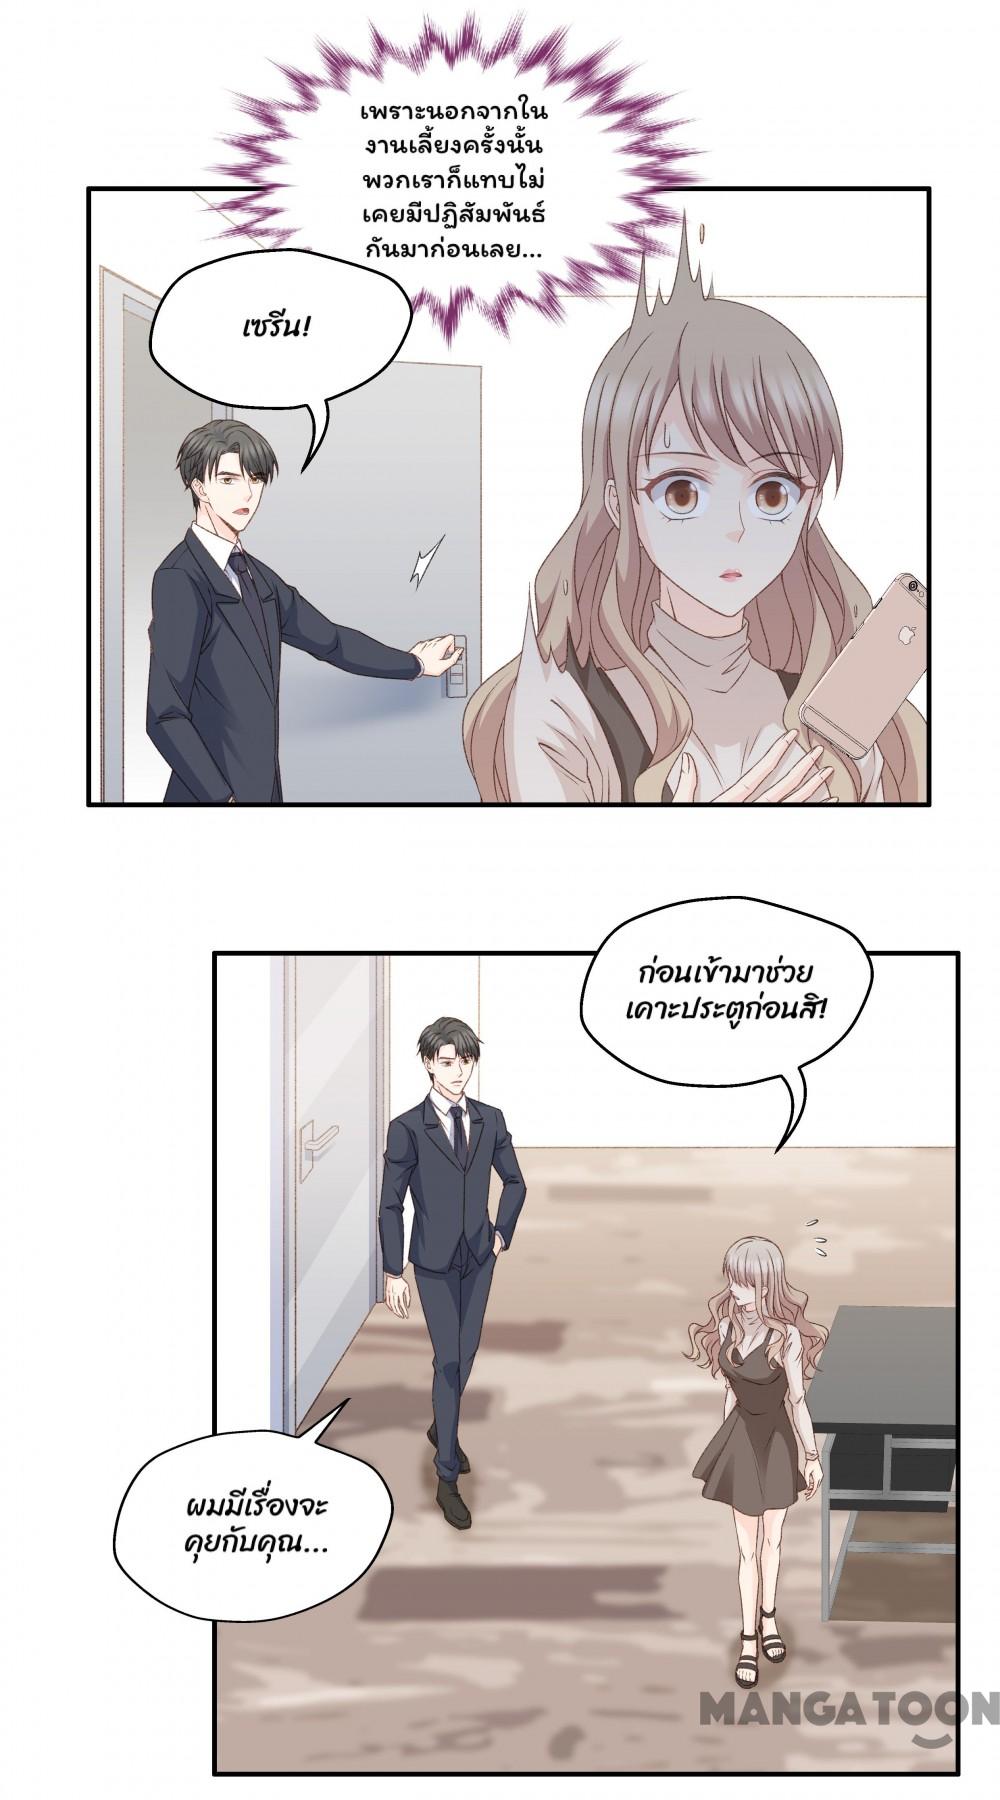 เพราะนอกจากใน
งานเลี้ยงครั้งนั้น
พวกเราก็แทบไม่
เคยมีปฏิสัมพันธ์
กันมาก่อนเลย...
เซรีน!
ก่อนเข้ามาช่วย
เคาะประตูก่อนสิ!
ผมมีเรื่องจะ
คุยกับคุณ...
MANGATOON